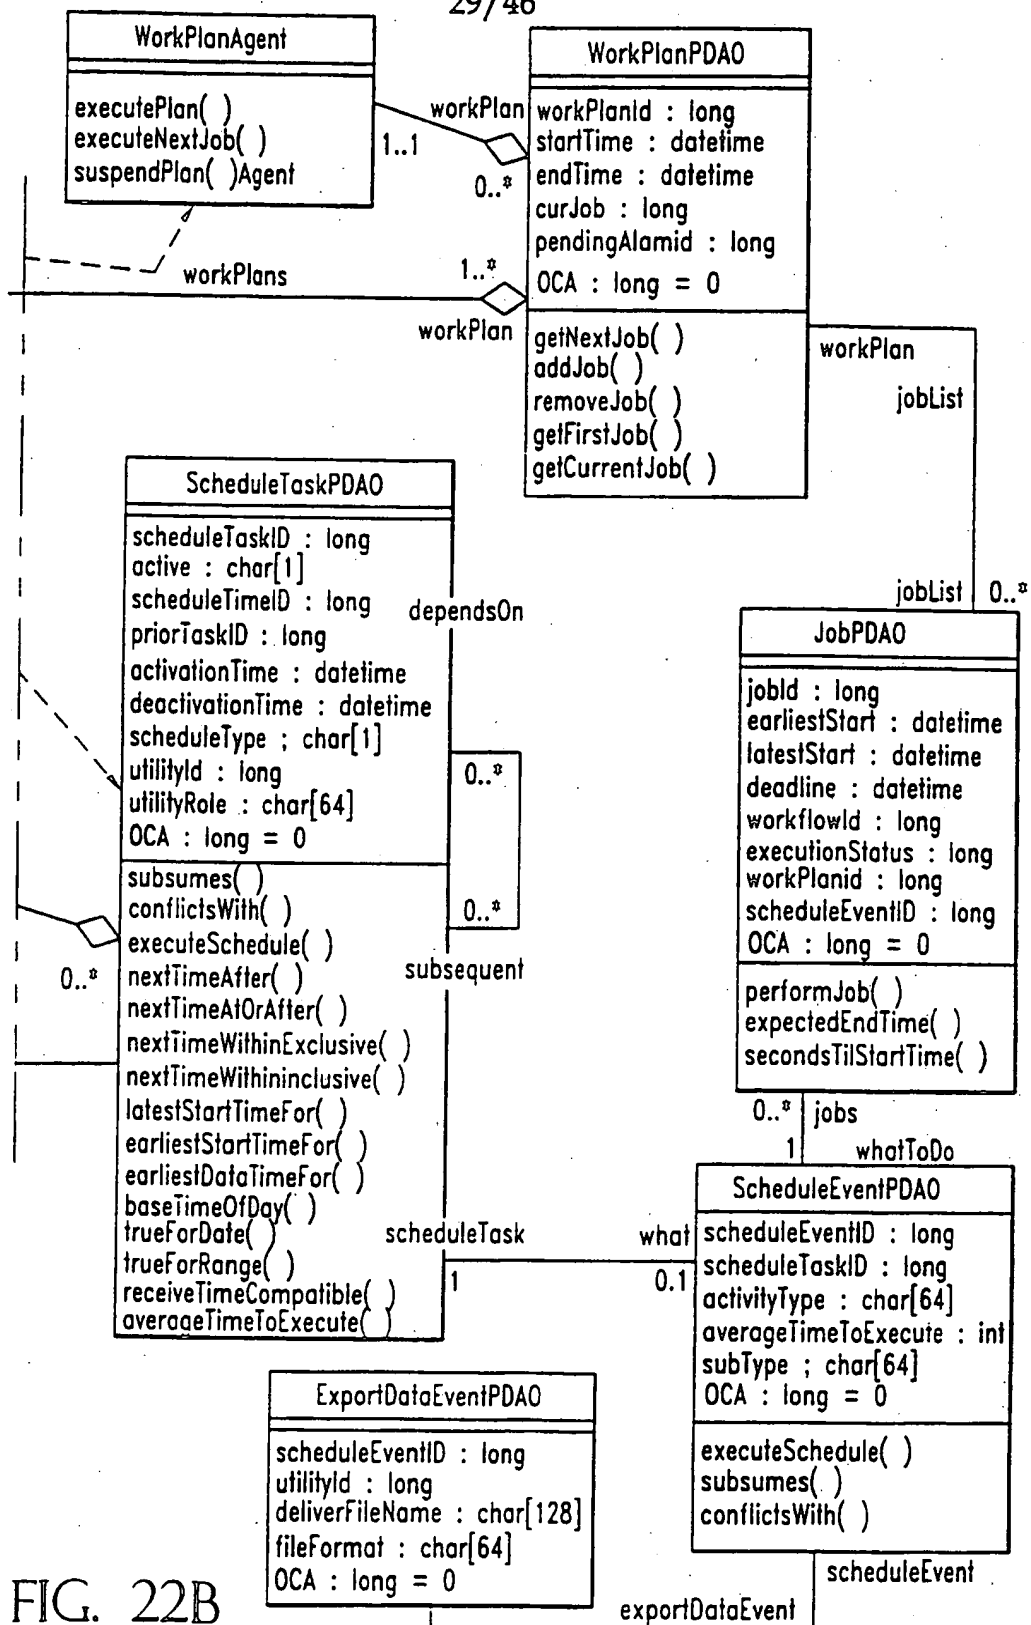 29/46
WorkPlanAgent
executePlan( )
executeNextJob( )
suspendPlan( )Agent
workPlan
1..1
0..*
WorkPlanPDAO
workPlanId : long
startTime : datetime
endTime : datetime
curJob : long
pendingAlamid : long
OCA : long = 0
getNextJob( )
addJob( )
removeJob( )
getFirstJob( )
getCurrentJob( )
workPlans
1..*
workPlan
workPlan
jobList
jobList
0..*
ScheduleTaskPDAO
scheduleTaskID : long
active : char[1]
scheduleTimeID : long
priorTaskID : long
activationTime : datetime
deactivationTime : datetime
scheduleType ; char[1]
utilityId : long
utilityRole : char[64]
OCA : long = 0
subsumes( )
conflictsWith( )
executeSchedule( )
nextTimeAfter( )
nextTimeAtOrAfter( )
nextTimeWithinExclusive( )
nextTimeWithininclusive( )
latestStartTimeFor( )
earliestStartTimeFor( )
earliestDataTimeFor( )
baseTimeOfDay( )
trueForDate( )
trueForRange( )
receiveTimeCompatible( )
averageTimeToExecute( )
dependsOn
0..*
0..*
subsequent
0..*
JobPDAO
jobId : long
earliestStart : datetime
latestStart : datetime
deadline : datetime
workflowId : long
executionStatus : long
workPlanid : long
scheduleEventID : long
OCA : long = 0
performJob( )
expectedEndTime( )
secondsTilStartTime( )
0..*
jobs
1
whatToDo
scheduleTask
1
what
0.1
ScheduleEventPDAO
scheduleEventID : long
scheduleTaskID : long
activityType : char[64]
averageTimeToExecute : int
subType ; char[64]
OCA : long = 0
executeSchedule( )
subsumes( )
conflictsWith( )
scheduleEvent
ExportDataEventPDAO
scheduleEventID : long
utilityId : long
deliverFileName : char[128]
fileFormat : char[64]
OCA : long = 0
exportDataEvent
FIG. 22B